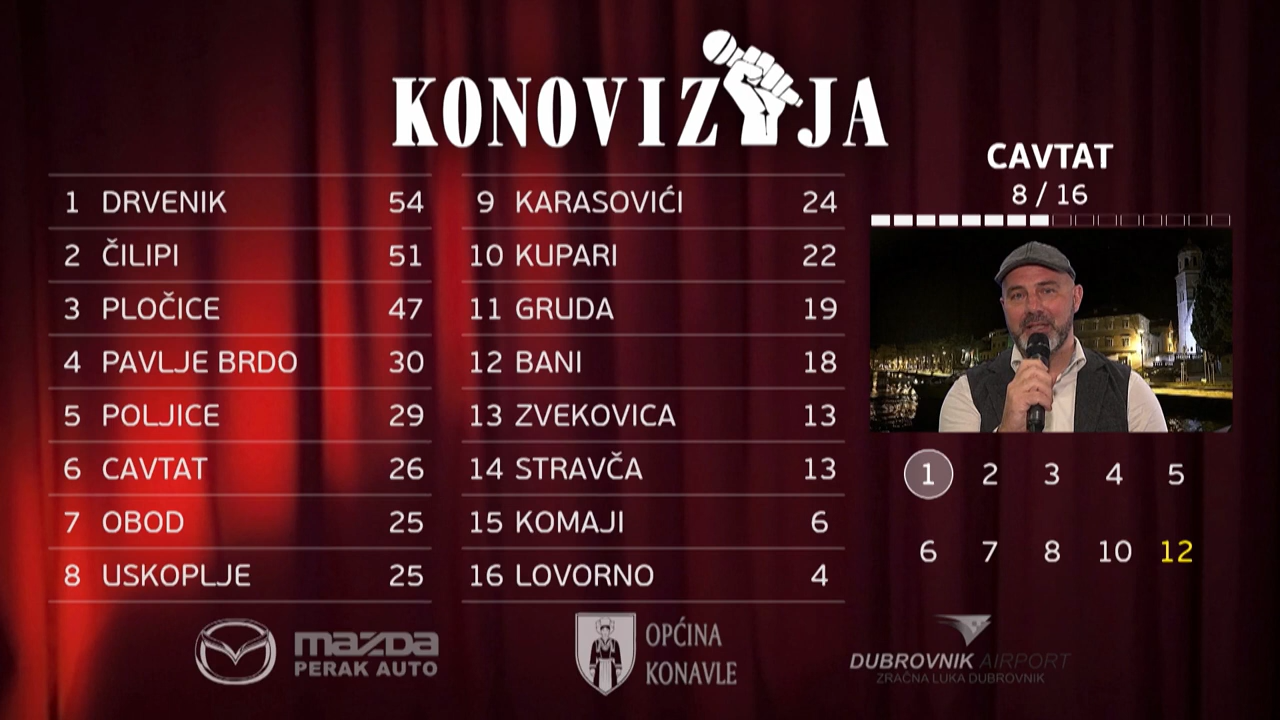 KONOVIZIJA
CAVTAT
8 / 16
1 DRVENIK 54
2 ČILIPI 51
3 PLOČICE 47
4 PAVLJE BRDO 30
5 POLJICE 29
6 CAVTAT 26
7 OBOD 25
8 USKOPLJE 25
9 KARASOVIĆI 24
10 KUPARI 22
11 GRUDA 19
12 BANI 18
13 ZVEKOVICA 13
14 STRAVČA 13
15 KOMAJI 6
16 LOVORNO 4
1 2 3 4 5
6 7 8 10 12
mazda
PERAK AUTO
OPĆINA
KONAVLE
DUBROVNIK AIRPORT
ZRAČNA LUKA DUBROVNIK